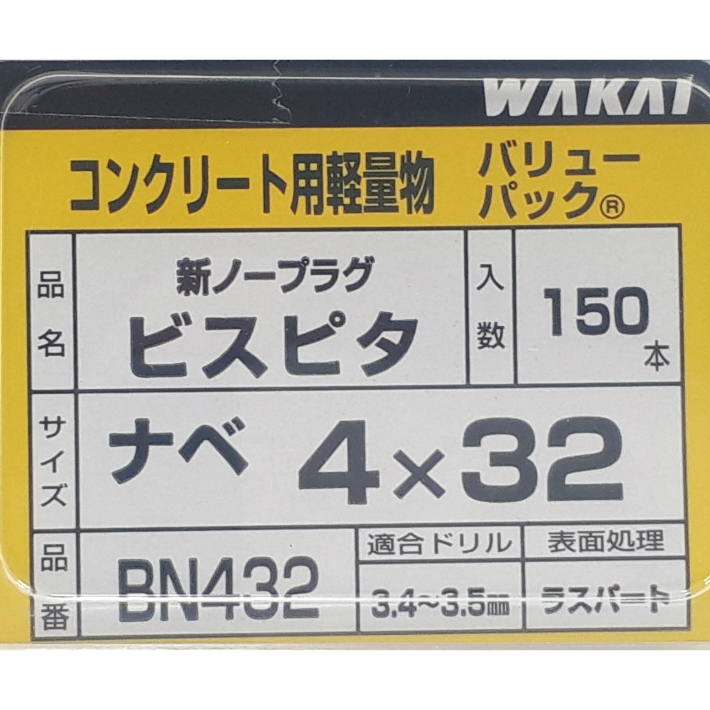 WAKAI
コンクリート用軽量物 バリューパック®
品名
新ノープラグ
ビスピタ
入数
150本
サイズ
ナベ 4×32
品番
BN432
適合ドリル
3.4~3.5㎜
表面処理
ラスパート